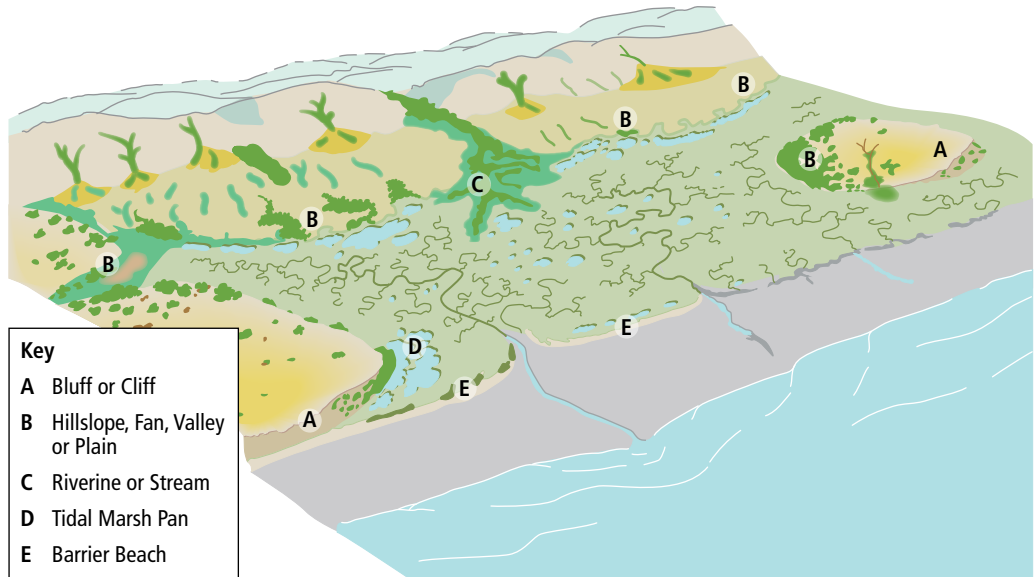 B
B
C
B
A
B
B
D
E
E
A
Key
A Bluff or Cliff
B Hillslope, Fan, Valley
or Plain
C Riverine or Stream
D Tidal Marsh Pan
E Barrier Beach